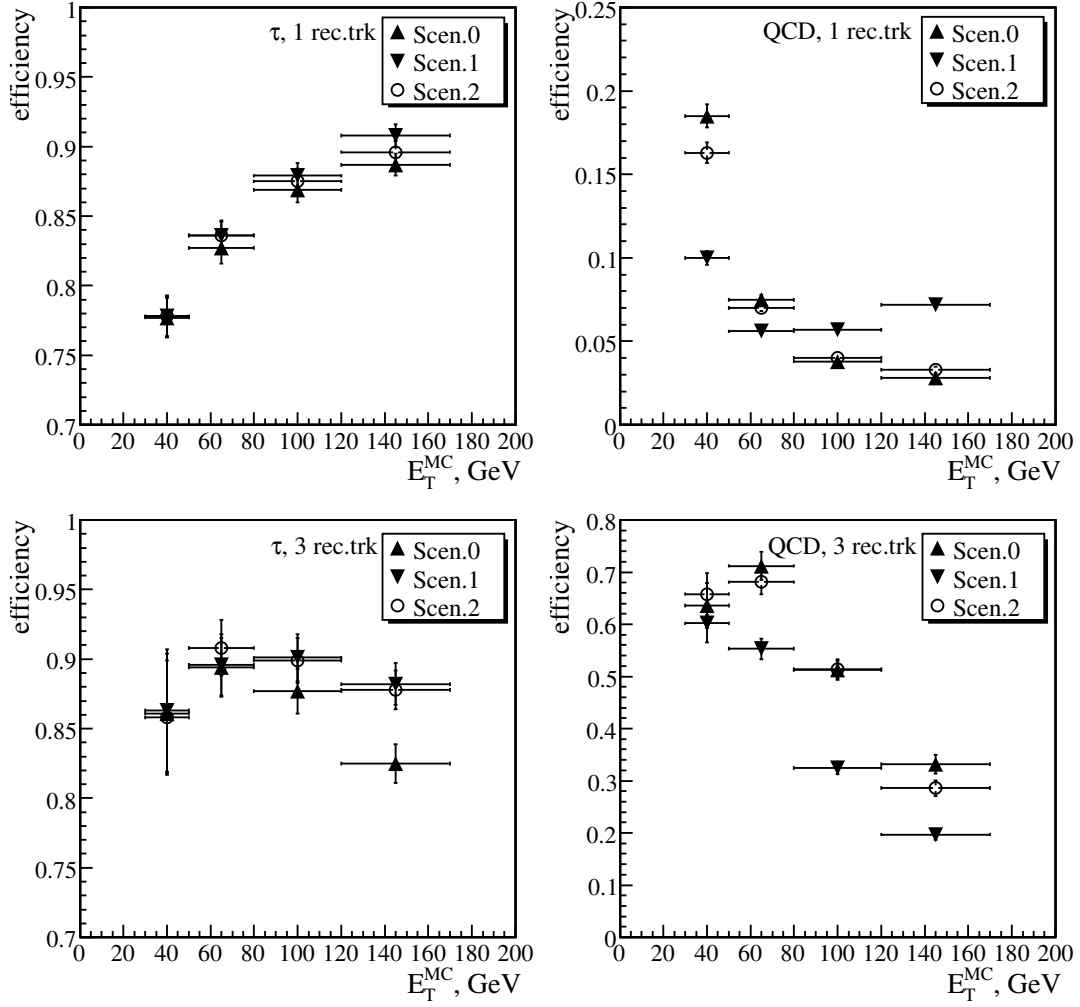 efficiency
τ, 1 rec.trk
Scen.0
Scen.1
Scen.2
1
0.95
0.9
0.85
0.8
0.75
0.7
0 20 40 60 80 100 120 140 160 180 200
E_T^MC, GeV
efficiency
QCD, 1 rec.trk
Scen.0
Scen.1
Scen.2
0.25
0.2
0.15
0.1
0.05
0
0 20 40 60 80 100 120 140 160 180 200
E_T^MC, GeV
efficiency
τ, 3 rec.trk
Scen.0
Scen.1
Scen.2
1
0.95
0.9
0.85
0.8
0.75
0.7
0 20 40 60 80 100 120 140 160 180 200
E_T^MC, GeV
efficiency
QCD, 3 rec.trk
Scen.0
Scen.1
Scen.2
0.8
0.7
0.6
0.5
0.4
0.3
0.2
0.1
0
0 20 40 60 80 100 120 140 160 180 200
E_T^MC, GeV